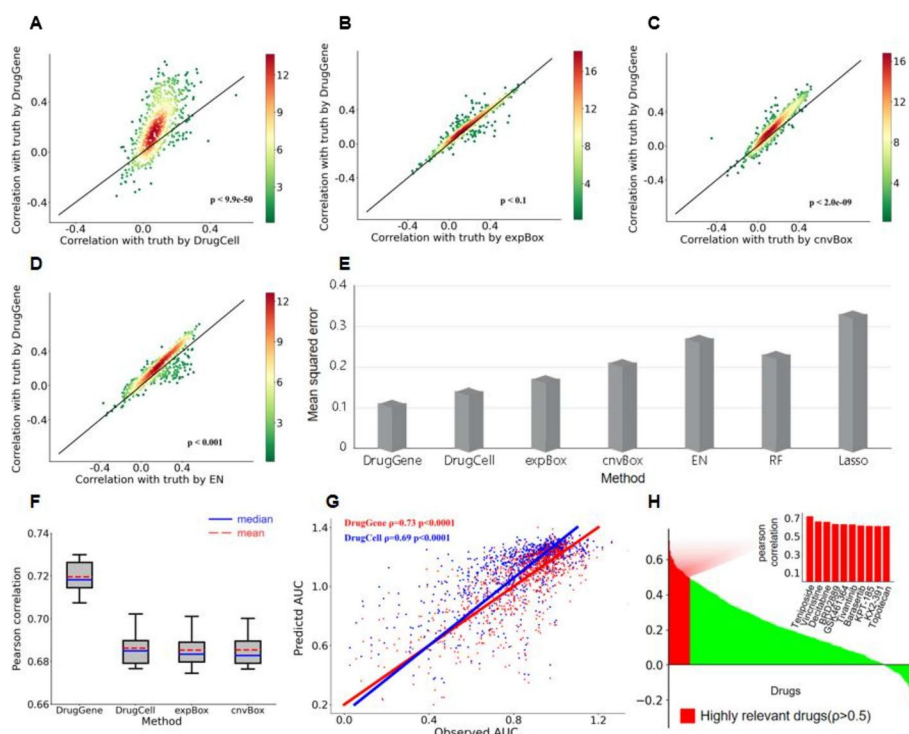 A
Correlation with truth by DrugGene
0.4
0.0
-0.4
-0.4
0.0
0.4
Correlation with truth by DrugCell
p < 9.9e-50
12
9
6
3
B
Correlation with truth by DrugGene
0.4
0.0
-0.4
-0.4
0.0
0.4
Correlation with truth by expBox
p < 0.1
16
12
8
4
C
Correlation with truth by DrugGene
0.4
0.0
-0.4
-0.4
0.0
0.4
Correlation with truth by cnvBox
p < 2.0e-09
16
12
8
4
D
Correlation with truth by DrugGene
0.4
0.0
-0.4
-0.4
0.0
0.4
Correlation with truth by EN
p < 0.001
12
9
6
3
E
Mean squared error
0.4
0.3
0.2
0.1
0
DrugGene
DrugCell
expBox
cnvBox
EN
RF
Lasso
Method
F
median
mean
Pearson correlation
0.74
0.72
0.70
0.68
0.66
DrugGene
DrugCell
expBox
cnvBox
Method
G
DrugGene ρ=0.73 p<0.0001
DrugCell ρ=0.69 p<0.0001
Predictd AUC
1.4
1.0
0.6
0.2
0.0
0.4
0.8
1.2
Observed AUC
H
pearson
correlation
0.7
0.5
0.3
0.1
Teniposide
Vincristine
Topotecan
0.6
0.4
0.2
0.0
−0.2
Drugs
Highly relevant drugs(ρ>0.5)